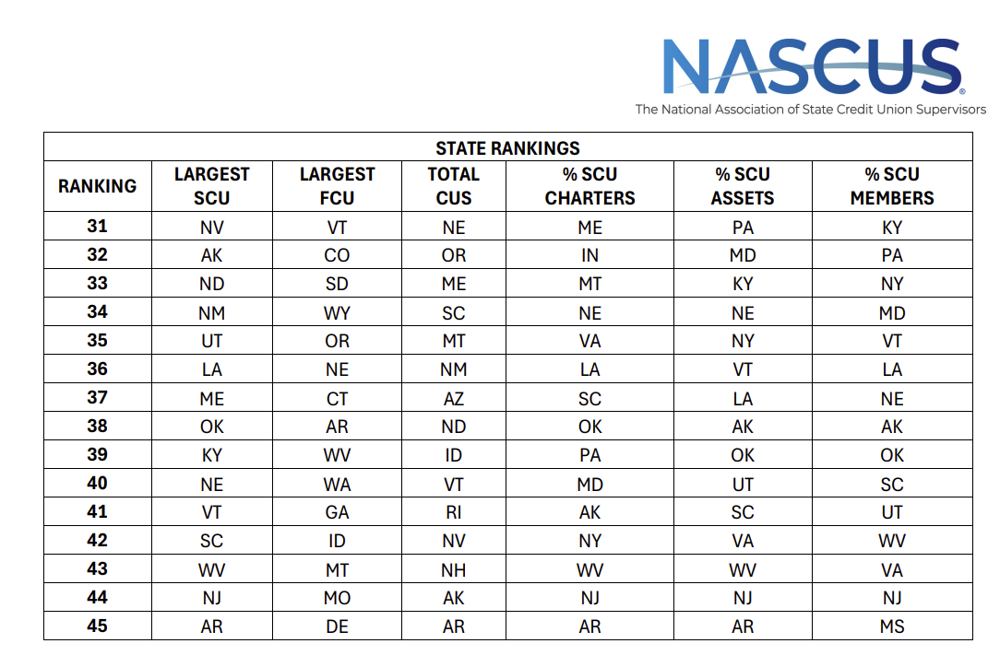 NASCUS®
The National Association of State Credit Union Supervisors
STATE RANKINGS
RANKING LARGEST SCU LARGEST FCU TOTAL CUS % SCU CHARTERS % SCU ASSETS % SCU MEMBERS
31 NV VT NE ME PA KY
32 AK CO OR IN MD PA
33 ND SD ME MT KY NY
34 NM WY SC NE NE MD
35 UT OR MT VA NY VT
36 LA NE NM LA VT LA
37 ME CT AZ SC LA NE
38 OK AR ND OK AK AK
39 KY WV ID PA OK OK
40 NE WA VT MD UT SC
41 VT GA RI AK SC UT
42 SC ID NV NY VA WV
43 WV MT NH WV WV VA
44 NJ MO AK NJ NJ NJ
45 AR DE AR AR AR MS